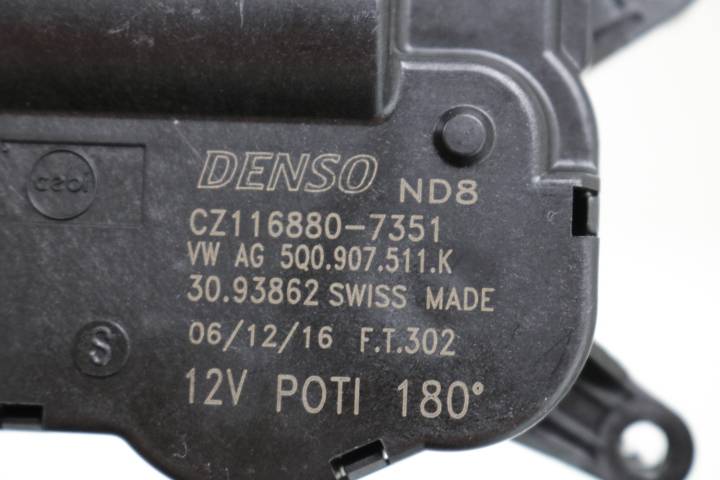 aebi
DENSO ND8
CZ116880-7351
VW AG 5Q0.907.511.K
30.93862 SWISS MADE
06/12/16 F.T.302
S
12V POTI 180°